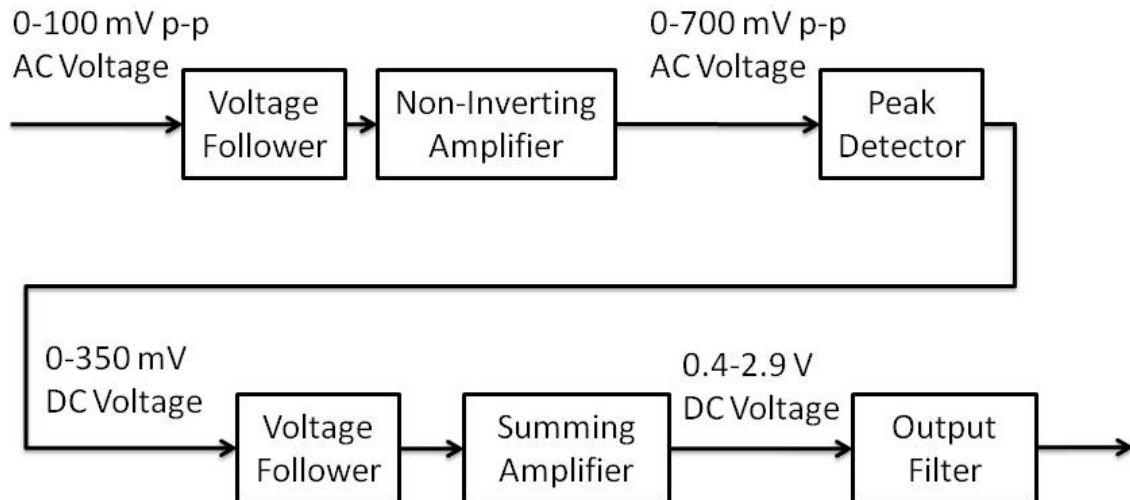 0-100 mV p-p
AC Voltage
Voltage
Follower
Non-Inverting
Amplifier
0-700 mV p-p
AC Voltage
Peak
Detector
0-350 mV
DC Voltage
Voltage
Follower
Summing
Amplifier
0.4-2.9 V
DC Voltage
Output
Filter